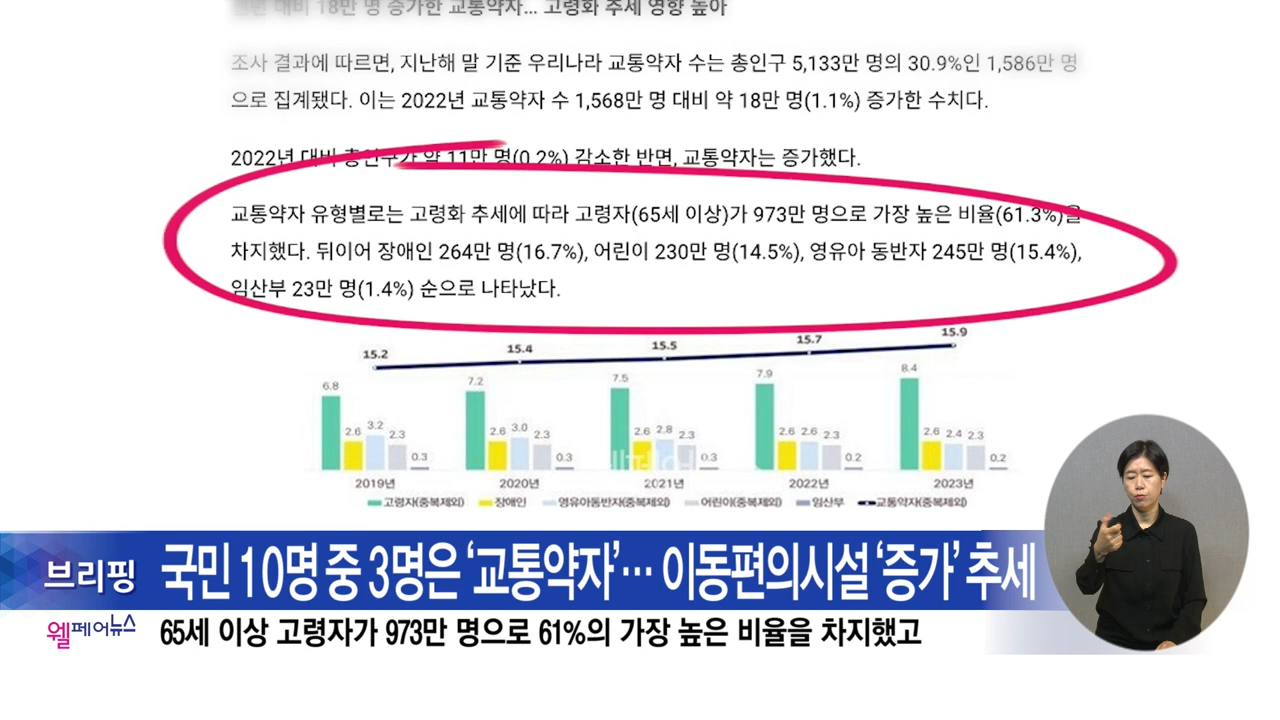 전년 대비 18만 명 증가한 교통약자... 고령화 추세 영향 높아
조사 결과에 따르면, 지난해 말 기준 우리나라 교통약자 수는 총인구 5,133만 명의 30.9%인 1,586만 명
으로 집계됐다. 이는 2022년 교통약자 수 1,568만 명 대비 약 18만 명(1.1%) 증가한 수치다.
2022년 대비 총인구가 약 11만 명(0.2%) 감소한 반면, 교통약자는 증가했다.
교통약자 유형별로는 고령화 추세에 따라 고령자(65세 이상)가 973만 명으로 가장 높은 비율(61.3%)을
차지했다. 뒤이어 장애인 264만 명(16.7%), 어린이 230만 명(14.5%), 영유아 동반자 245만 명(15.4%),
임산부 23만 명(1.4%) 순으로 나타났다.
15.2 15.4 15.5 15.7 15.9
6.8 2.6 3.2 2.3 0.3 7.2 2.6 3.0 2.3 0.3 7.5 2.6 2.8 2.3 0.3 7.9 2.6 2.6 2.3 0.2 8.4 2.6 2.4 2.3 0.2
2019년 2020년 2021년 2022년 2023년
고령자(중복제외) 장애인 영유아동반자(중복제외) 어린이(중복제외) 임산부 교통약자(중복제외)
브리핑 국민 10명 중 3명은 ‘교통약자’… 이동편의시설 ‘증가’ 추세
웰페어뉴스 65세 이상 고령자가 973만 명으로 61%의 가장 높은 비율을 차지했고